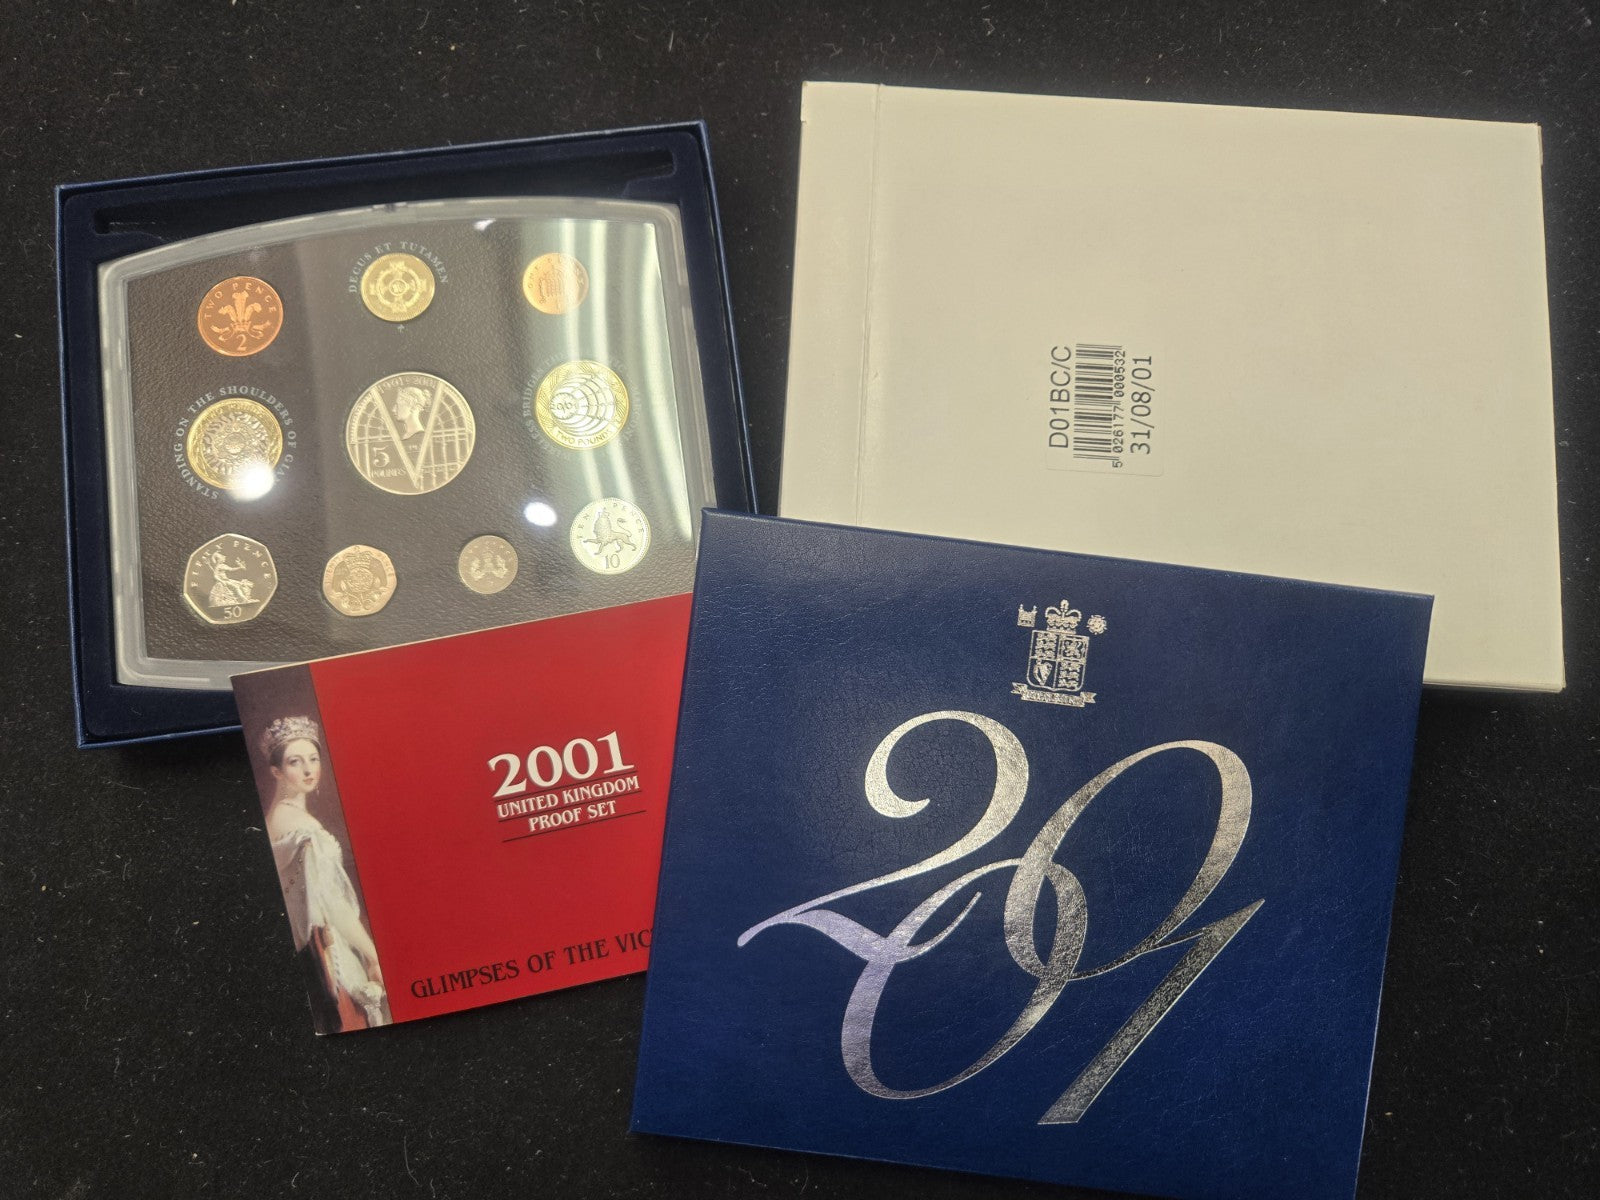 DECUS ET TUTAMEN
TWO PENCE
2
STANDING ON THE SHOULDERS OF
1901
5
POUNDS
2001
TWO POUNDS
FIFTY PENCE
50
TEN PENCE
10
D01BC/C
5 026177 000532
31/08/01
2001
UNITED KINGDOM
PROOF SET
GLIMPSES OF THE VIC
2001